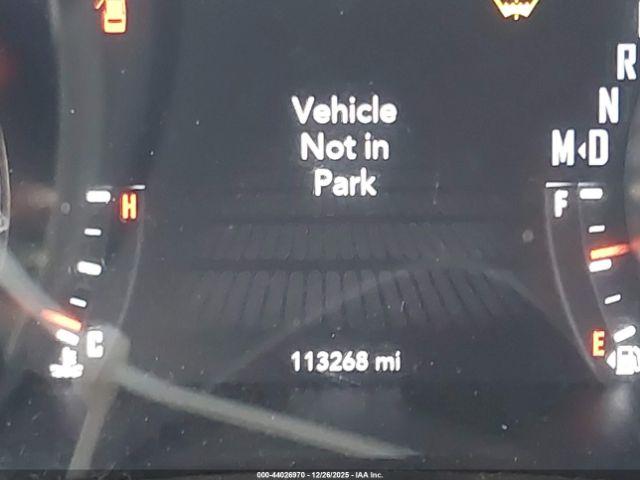 Vehicle
Not in
Park
R
N
M◂D
H
F
C
E
113268 mi
000-44026970 - 12/26/2025 - IAA Inc.